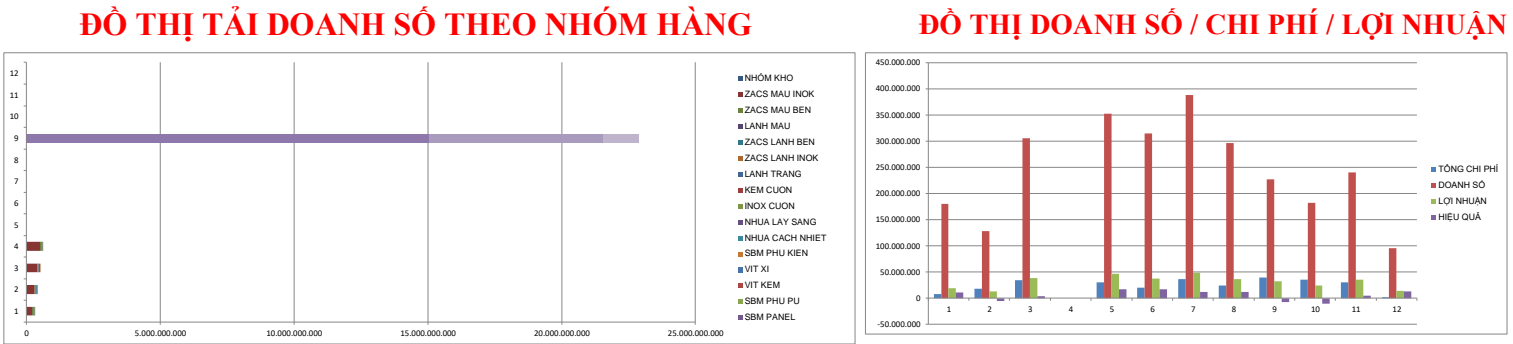 ĐỒ THỊ TẢI DOANH SỐ THEO NHÓM HÀNG
12
11
10
9
8
7
6
5
4
3
2
1
0 5.000.000.000 10.000.000.000 15.000.000.000 20.000.000.000 25.000.000.000
NHÓM KHO
ZACS MAU INOK
ZACS MAU BEN
LANH MAU
ZACS LANH BEN
ZACS LANH INOK
LANH TRANG
KEM CUON
INOX CUON
NHUA LAY SANG
NHUA CACH NHIET
SBM PHU KIEN
VIT XI
VIT KEM
SBM PHU PU
SBM PANEL
ĐỒ THỊ DOANH SỐ / CHI PHÍ / LỢI NHUẬN
450.000.000
400.000.000
350.000.000
300.000.000
250.000.000
200.000.000
150.000.000
100.000.000
50.000.000
0
-50.000.000
1 2 3 4 5 6 7 8 9 10 11 12
TỔNG CHI PHÍ
DOANH SỐ
LỢI NHUẬN
HIỆU QUẢ